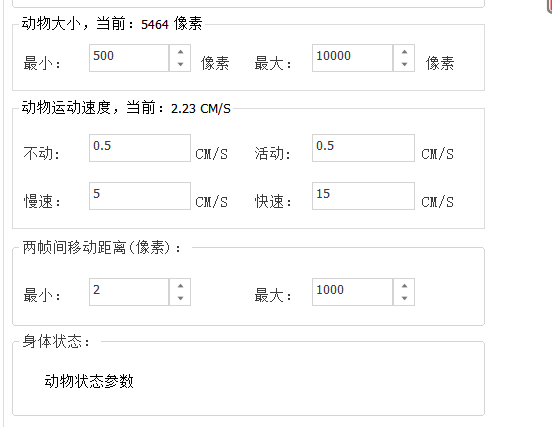 动物大小，当前：5464 像素
最小： 500 像素 最大： 10000 像素
动物运动速度，当前：2.23 CM/S
不动: 0.5 CM/S 活动: 0.5 CM/S
慢速： 5 CM/S 快速： 15 CM/S
两帧间移动距离(像素)：
最小： 2 最大： 1000
身体状态：
动物状态参数